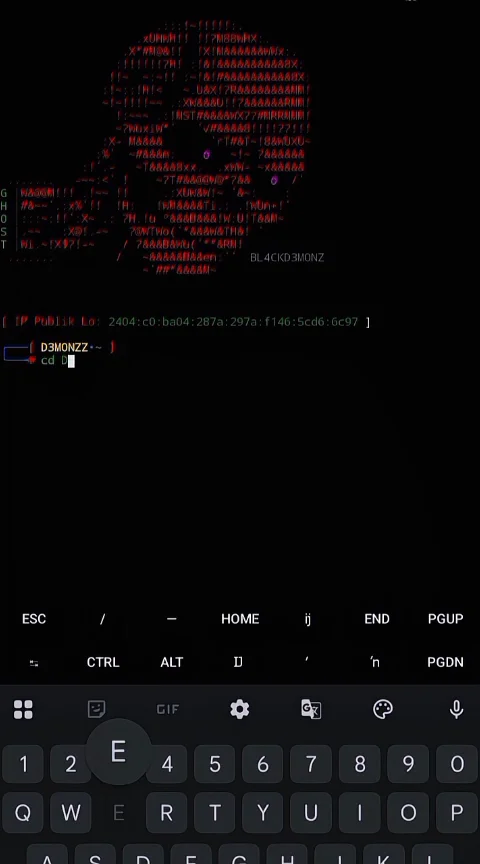 G
H
O
S
T
BL4CKD3MONZ
[ IP Publik Lo: 2404:c0:ba04:287a:297a:f146:5cd6:6c97 ]
[ D3MONZZ·~ ]
cd D
ESC / — HOME END PGUP
CTRL ALT PGDN
GIF
E
1 2 4 5 6 7 8 9 0
Q W E R T Y U I O P
A S D F G H J K L